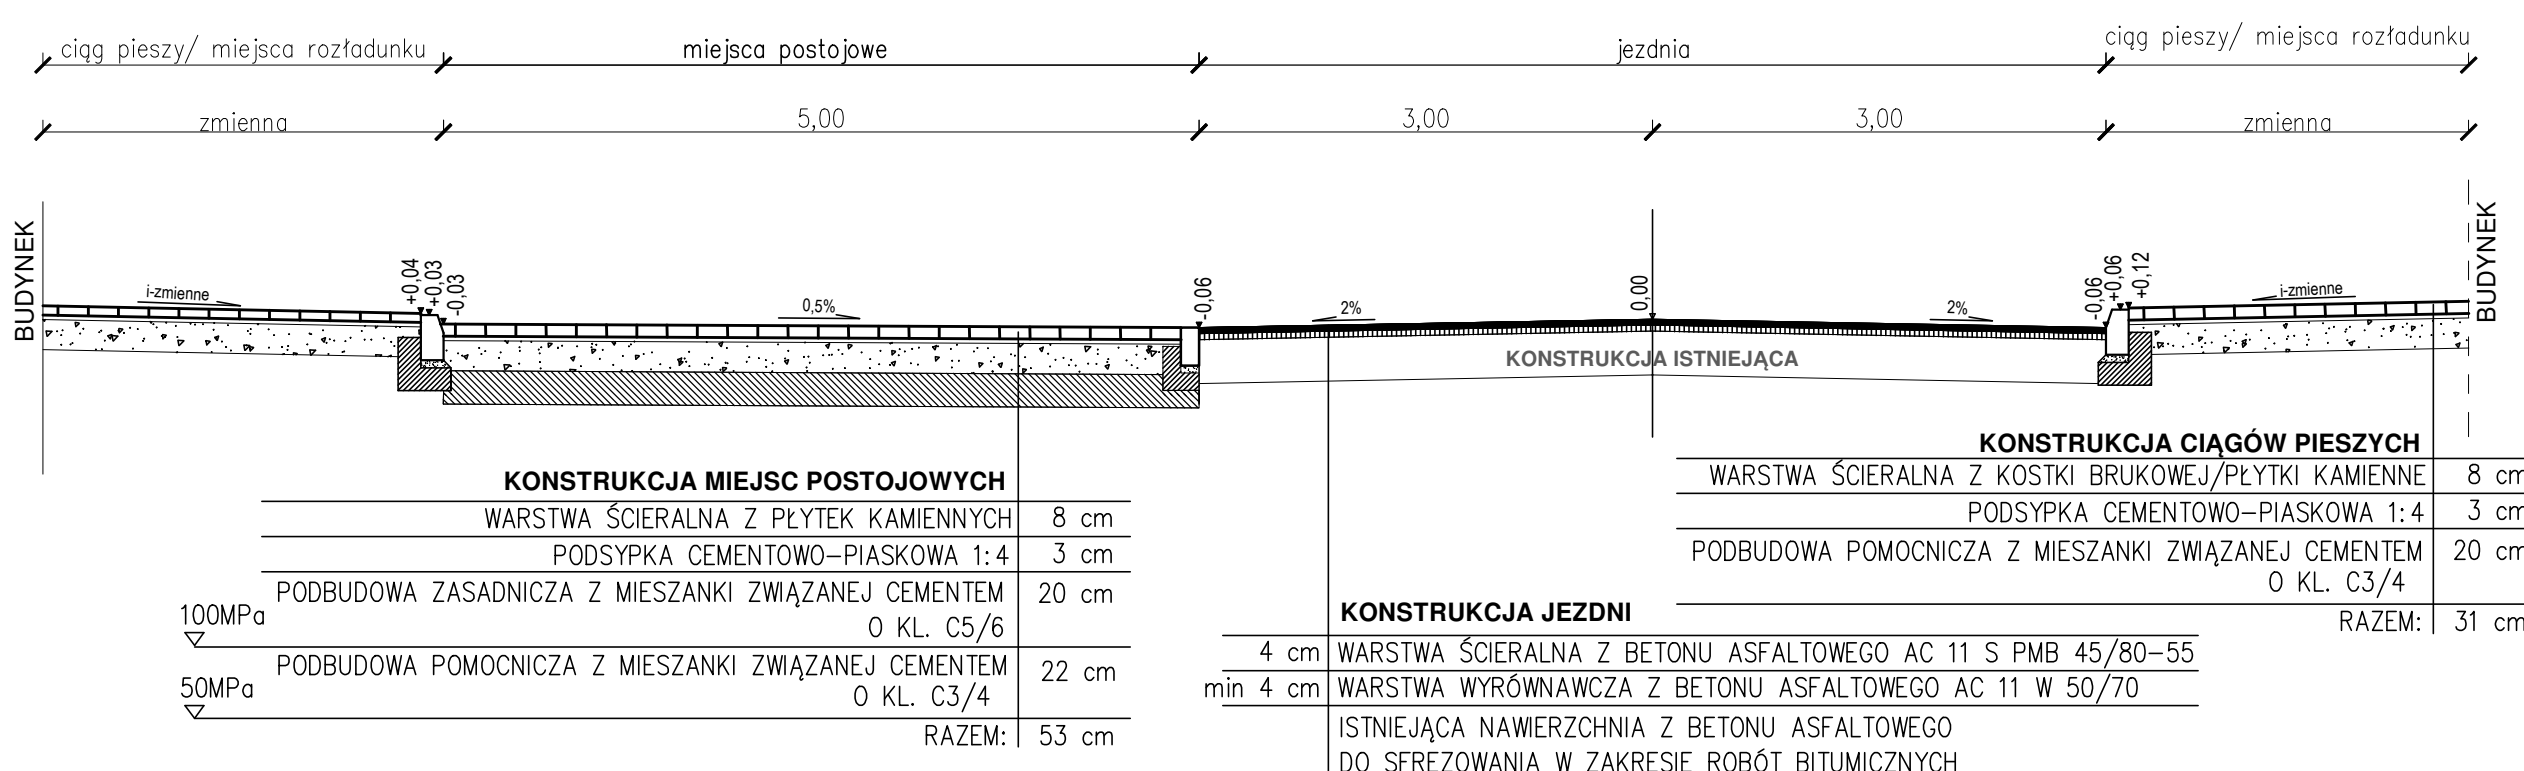 ciąg pieszy/ miejsca rozładunku
miejsca postojowe
jezdnia
ciąg pieszy/ miejsca rozładunku
zmienna
5,00
3,00
3,00
zmienna
BUDYNEK
i-zmienne
+0,04
+0,03
-0,03
0,5%
-0,06
2%
0,00
2%
-0,06
+0,06
+0,12
i-zmienne
BUDYNEK
KONSTRUKCJA ISTNIEJĄCA
KONSTRUKCJA MIEJSC POSTOJOWYCH
WARSTWA ŚCIERALNA Z PŁYTEK KAMIENNYCH 8 cm
PODSYPKA CEMENTOWO-PIASKOWA 1:4 3 cm
PODBUDOWA ZASADNICZA Z MIESZANKI ZWIĄZANEJ CEMENTEM 20 cm
O KL. C5/6
100MPa
PODBUDOWA POMOCNICZA Z MIESZANKI ZWIĄZANEJ CEMENTEM 22 cm
O KL. C3/4
50MPa
RAZEM: 53 cm
KONSTRUKCJA JEZDNI
4 cm WARSTWA ŚCIERALNA Z BETONU ASFALTOWEGO AC 11 S PMB 45/80-55
min 4 cm WARSTWA WYRÓWNAWCZA Z BETONU ASFALTOWEGO AC 11 W 50/70
ISTNIEJĄCA NAWIERZCHNIA Z BETONU ASFALTOWEGO
DO SFREZOWANIA W ZAKRESIE ROBÓT BITUMICZNYCH
KONSTRUKCJA CIĄGÓW PIESZYCH
WARSTWA ŚCIERALNA Z KOSTKI BRUKOWEJ/PŁYTKI KAMIENNE 8 cm
PODSYPKA CEMENTOWO-PIASKOWA 1:4 3 cm
PODBUDOWA POMOCNICZA Z MIESZANKI ZWIĄZANEJ CEMENTEM 20 cm
O KL. C3/4
RAZEM: 31 cm